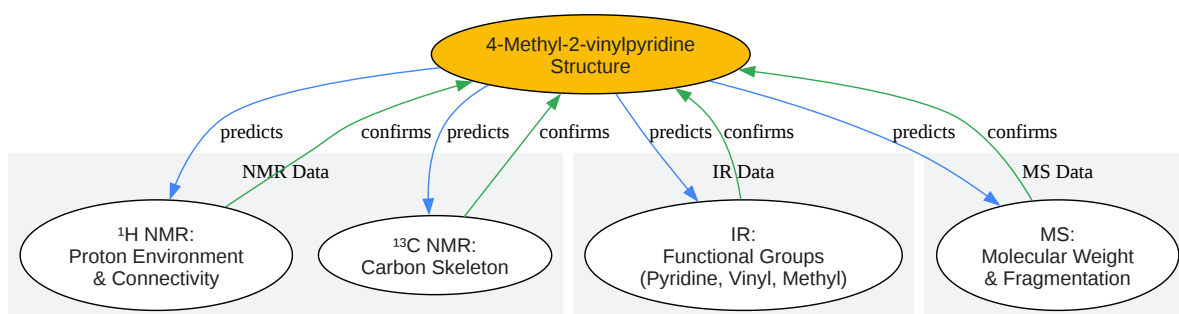 4-Methyl-2-vinylpyridine
Structure
predicts
confirms
predicts
confirms
predicts
confirms
predicts
confirms
NMR Data
IR Data
MS Data
¹H NMR:
Proton Environment
& Connectivity
¹³C NMR:
Carbon Skeleton
IR:
Functional Groups
(Pyridine, Vinyl, Methyl)
MS:
Molecular Weight
& Fragmentation